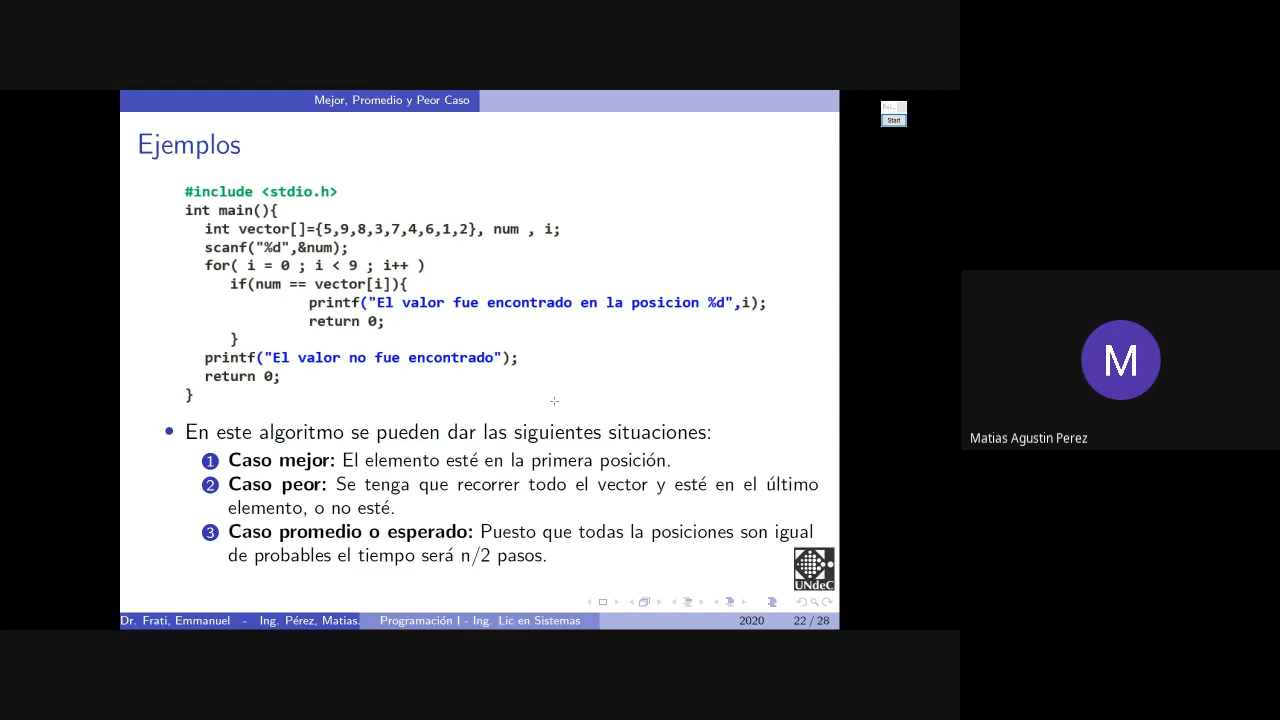 Mejor, Promedio y Peor Caso
Ejemplos
#include <stdio.h>
int main(){
int vector[]={5,9,8,3,7,4,6,1,2}, num , i;
scanf("%d",&num);
for( i = 0 ; i < 9 ; i++ )
if(num == vector[i]){
printf("El valor fue encontrado en la posicion %d",i);
return 0;
}
printf("El valor no fue encontrado");
return 0;
}
• En este algoritmo se pueden dar las siguientes situaciones:
1 Caso mejor: El elemento esté en la primera posición.
2 Caso peor: Se tenga que recorrer todo el vector y esté en el último
elemento, o no esté.
3 Caso promedio o esperado: Puesto que todas la posiciones son igual
de probables el tiempo será n/2 pasos.
UNdeC
Dr. Frati, Emmanuel - Ing. Pérez, Matias. Programación I - Ing. Lic en Sistemas 2020 22 / 28
Start
M
Matias Agustin Perez